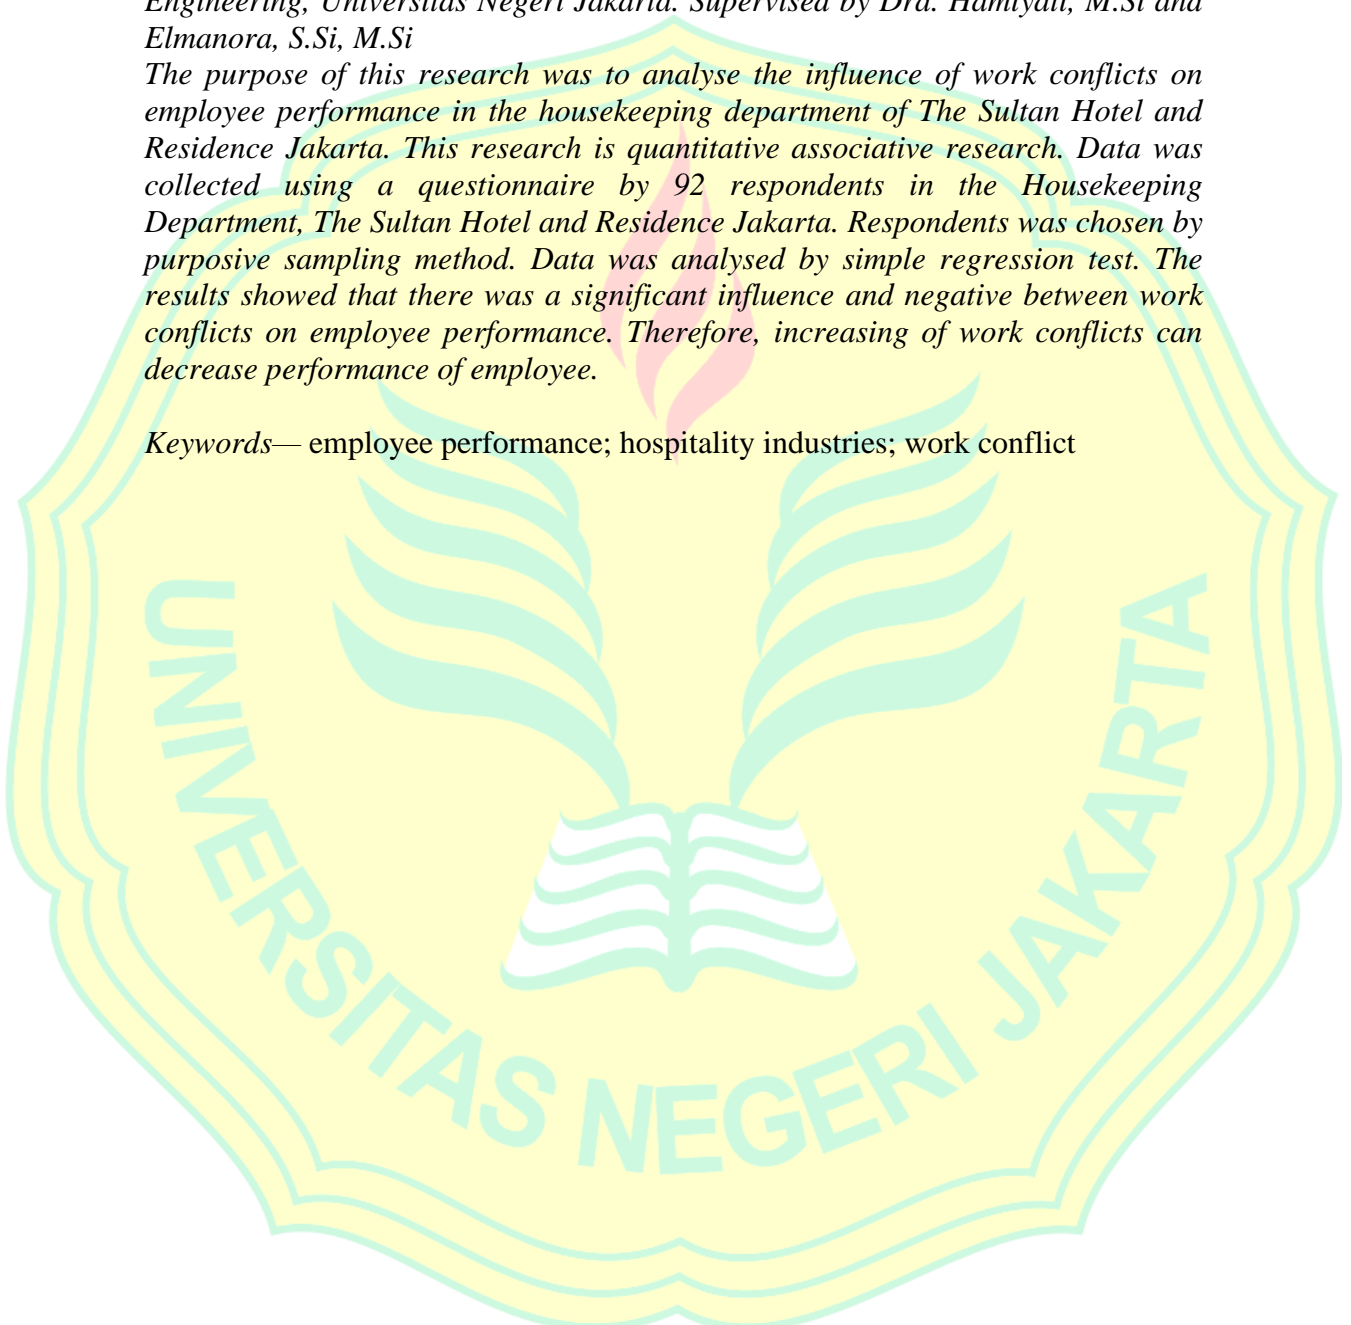 Engineering, Universitas Negeri Jakarta. Supervised by Dra. Hamiyati, M.Si and
Elmanora, S.Si, M.Si
The purpose of this research was to analyse the influence of work conflicts on
employee performance in the housekeeping department of The Sultan Hotel and
Residence Jakarta. This research is quantitative associative research. Data was
collected using a questionnaire by 92 respondents in the Housekeeping
Department, The Sultan Hotel and Residence Jakarta. Respondents was chosen by
purposive sampling method. Data was analysed by simple regression test. The
results showed that there was a significant influence and negative between work
conflicts on employee performance. Therefore, increasing of work conflicts can
decrease performance of employee.
Keywords— employee performance; hospitality industries; work conflict
UNIVERSITAS NEGERI JAKARTA